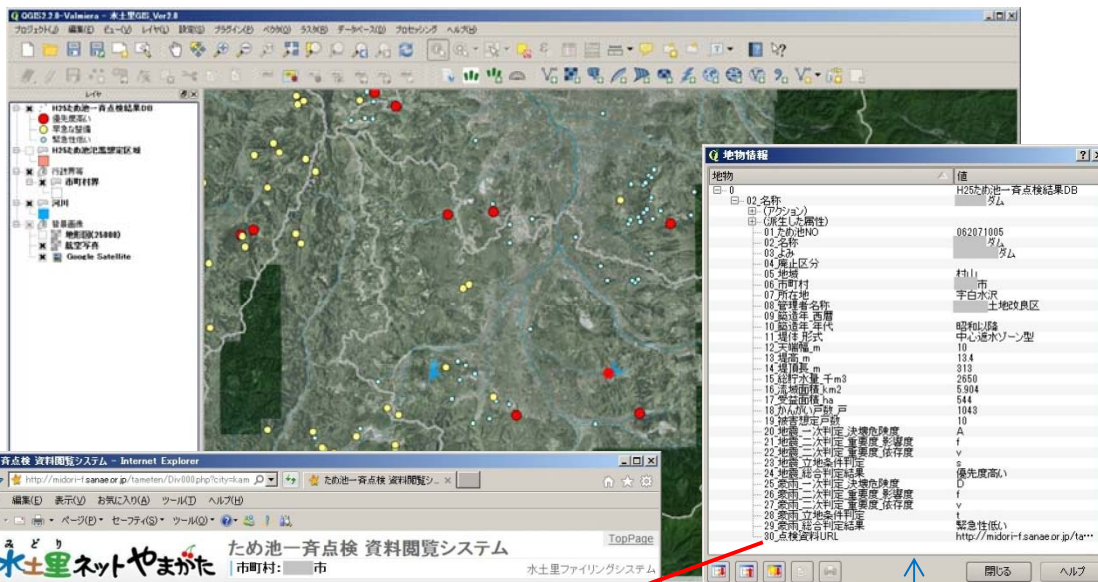 QGIS2.2.0-Valmiera - 水土里GIS_Ver2.0
プロジェクト(J) 編集(E) ビュー(V) レイヤ(L) 設定(S) プラグイン(P) ベクタ(O) ラスタ(R) データベース(D) プロセッシング ヘルプ(H)
レイヤ
H25ため池一斉点検結果DB
優先度高い
早急な整備
緊急性低い
H25ため池氾濫想定区域
行政界等
市町村界
河川
背景画像
地形図(25000)
航空写真
Google Satellite
地物情報
地物 値
0 H25ため池一斉点検結果DB
02_名称 ダム
(アクション)
(派生した属性)
01_ため池NO 062071005
02_名称 ダム
03_よみ ダム
04_廃止区分
05_地域 村山
06_市町村 市
07_所在地 字白水沢
08_管理者名称 土地改良区
09_築造年_西暦
10_築造年_年代 昭和以降
11_堤体_形式 中心遮水ゾーン型
12_天端幅_m 10
13_堤高_m 13.4
14_堤頂長_m 313
15_総貯水量_千m3 2650
16_流域面積_km2 5.904
17_受益面積_ha 544
18_かんがい戸数_戸 1043
19_被害想定戸数 10
20_地震_一次判定_決壊危険度 A
21_地震_二次判定_重要度_影響度 f
22_地震_二次判定_重要度_依存度 v
23_地震_立地条件判定 s
24_地震_総合判定結果 優先度高い
25_豪雨_一次判定_決壊危険度 D
26_豪雨_二次判定_重要度_影響度 f
27_豪雨_二次判定_重要度_依存度 v
28_豪雨_立地条件判定 t
29_豪雨_総合判定結果 緊急性低い
30_点検資料URL http://midori-f.sanae.or.jp/ta…
閉じる ヘルプ
斉点検 資料閲覧システム - Internet Explorer
http://midori-f.sanae.or.jp/tameten/Div000.php?city=kam ため池一斉点検 資料閲覧シ...
編集(E) 表示(V) お気に入り(A) ツール(T) ヘルプ(H)
ページ(P) セーフティ(S) ツール(O)
みどり
水土里ネットやまがた
ため池一斉点検 資料閲覧システム
TopPage
市町村: 市
水土里ファイリングシステム